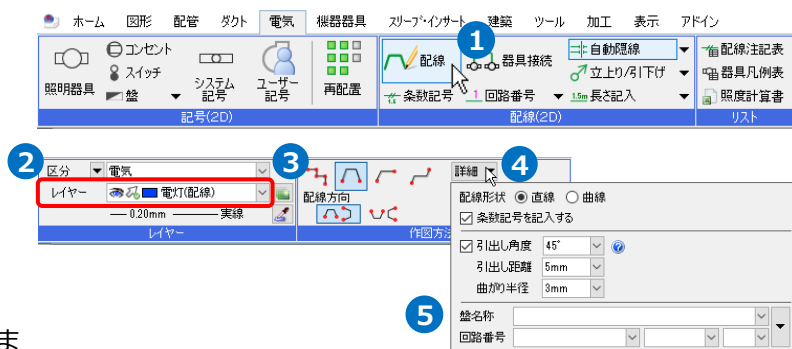 ホーム 図形 配管 ダクト 電気 機器器具 スリーブ・インサート 建築 ツール 加工 表示 アドイン
照明器具 コンセント スイッチ 盤 システム記号 ユーザー記号 再配置
記号(2D)
1
配線 器具接続 自動隠線 立上り/引下げ
条数記号 1 回路番号 1.5m 長さ記入
配線(2D)
配線注記表
器具凡例表
照度計算書
リスト
2
区分 電気
レイヤー 電灯(配線)
0.20mm 実線
レイヤー
3
配線方向
作図方法
4
詳細
配線形状 直線 曲線
条数記号を記入する
引出し角度 45°
引出し距離 5mm
曲がり半径 3mm
5
盤名称
回路番号
ま